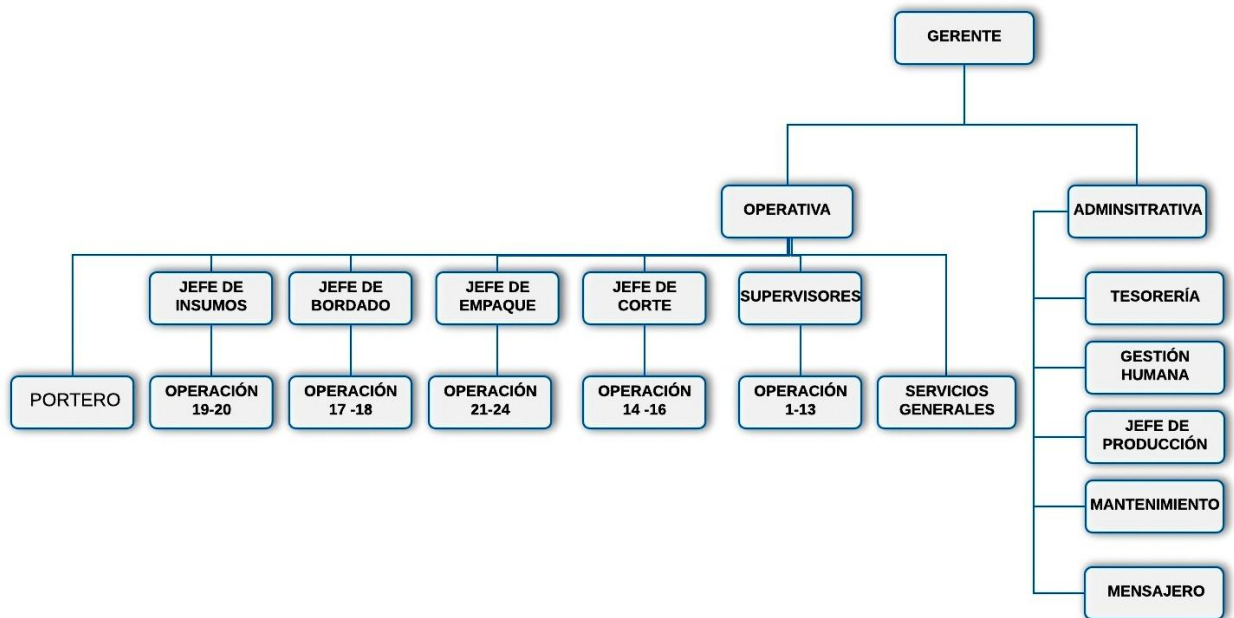 GERENTE
OPERATIVA
ADMINSITRATIVA
JEFE DE
INSUMOS
JEFE DE
BORDADO
JEFE DE
EMPAQUE
JEFE DE
CORTE
SUPERVISORES
TESORERÍA
GESTIÓN
HUMANA
PORTERO
OPERACIÓN
19-20
OPERACIÓN
17 -18
OPERACIÓN
21-24
OPERACIÓN
14 -16
OPERACIÓN
1-13
SERVICIOS
GENERALES
JEFE DE
PRODUCCIÓN
MANTENIMIENTO
MENSAJERO